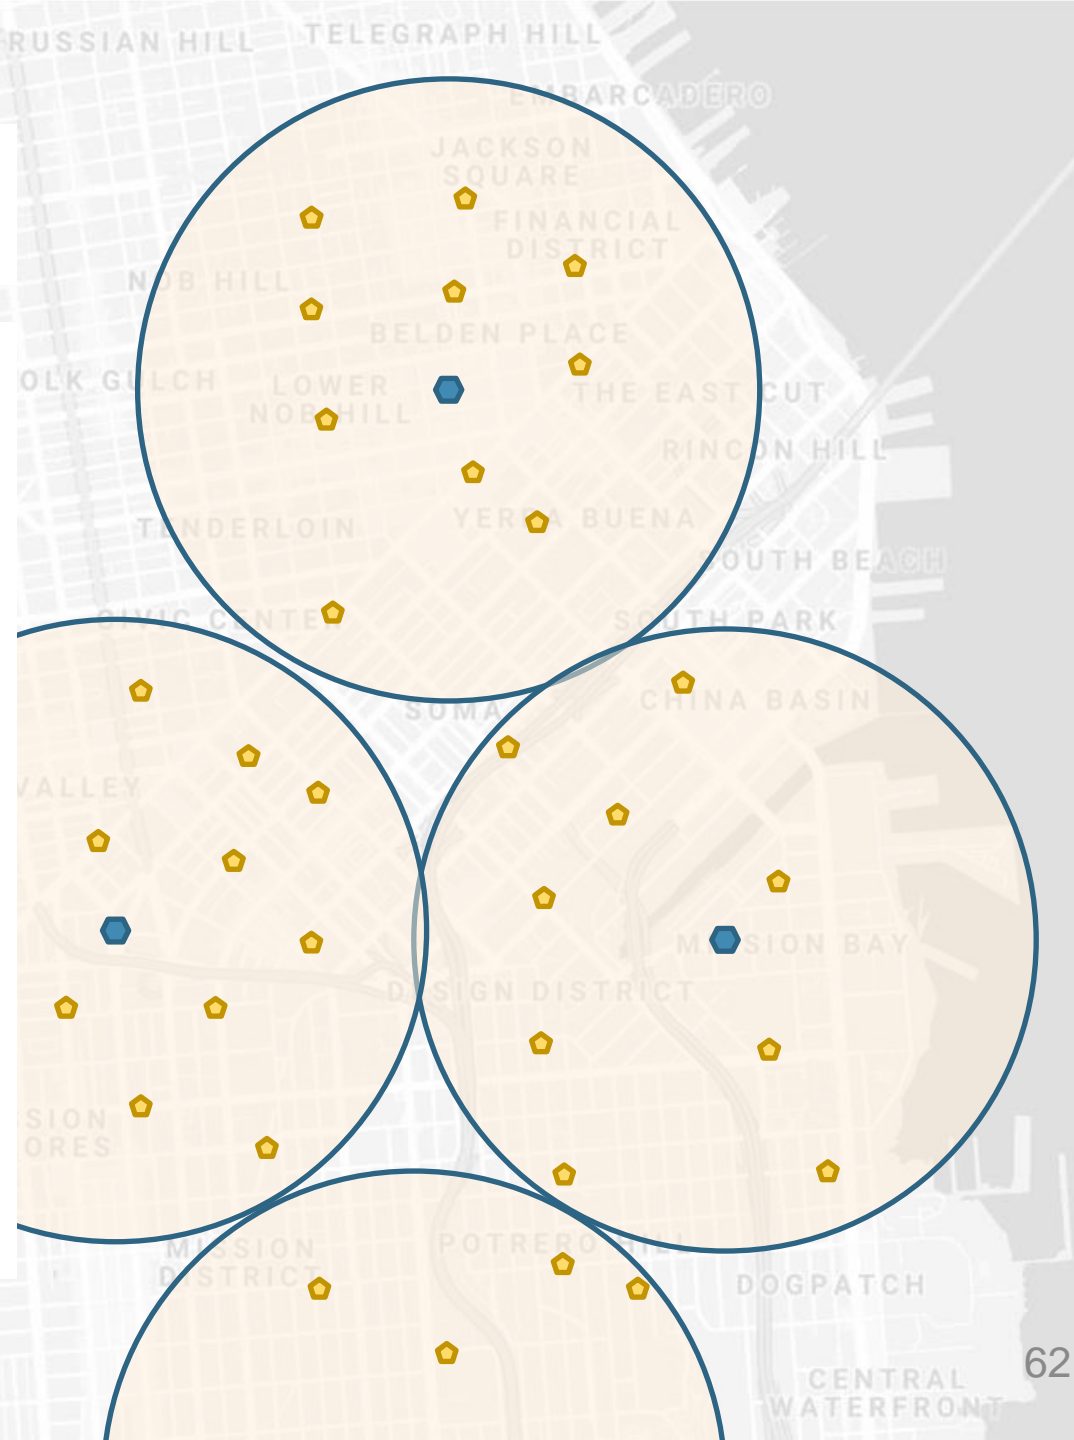 RUSSIAN HILL
TELEGRAPH HILL
EMBARCADERO
JACKSON
SQUARE
FINANCIAL
DISTRICT
NOB HILL
BELDEN PLACE
OLK GULCH
LOWER
NOB HILL
THE EAST CUT
RINCON HILL
TENDERLOIN
YERBA BUENA
SOUTH BEACH
CIVIC CENTER
SOUTH PARK
CHINA BASIN
SOMA
VALLEY
MISSION BAY
DESIGN DISTRICT
SION
ORES
MISSION
DISTRICT
POTRERO HILL
DOGPATCH
62
CENTRAL
WATERFRONT